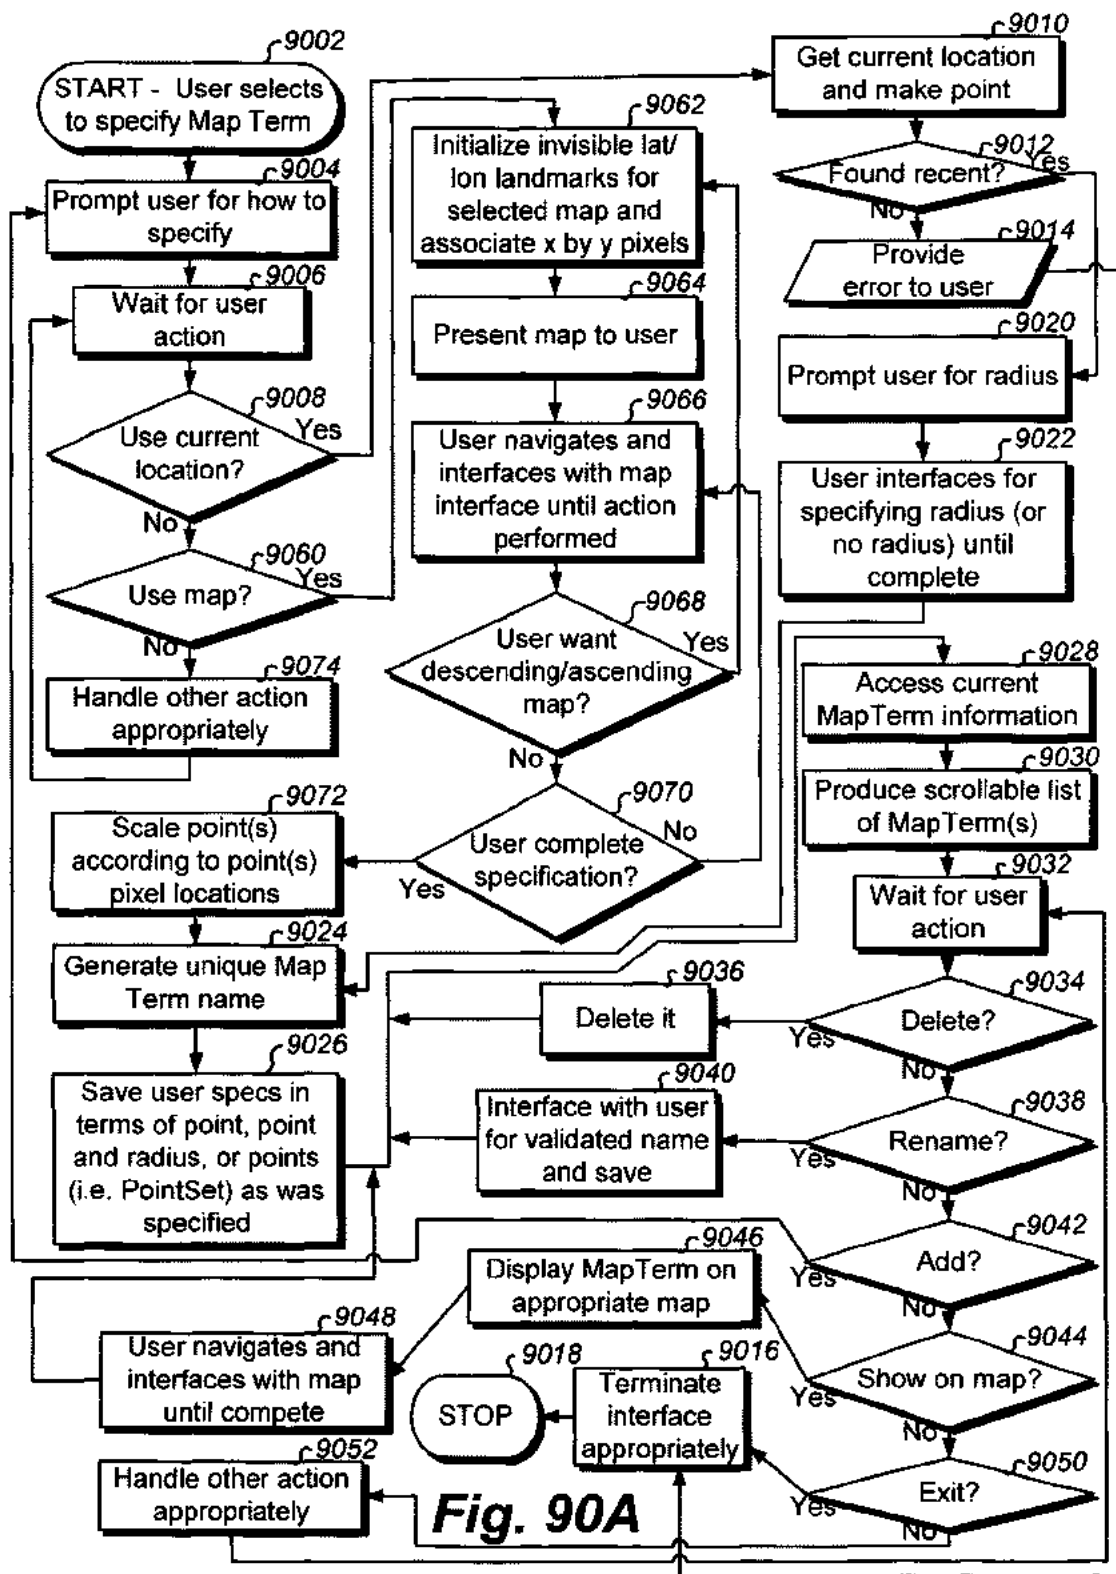 9002
START - User selects
to specify Map Term
9004
Prompt user for how to
specify
9006
Wait for user
action
9008
Use current
location?
Yes
No
9060
Use map?
Yes
No
9074
Handle other action
appropriately
9062
Initialize invisible lat/
lon landmarks for
selected map and
associate x by y pixels
9064
Present map to user
9066
User navigates and
interfaces with map
interface until action
performed
9068
User want
descending/ascending
map?
Yes
No
9070
User complete
specification?
No
Yes
9072
Scale point(s)
according to point(s)
pixel locations
9024
Generate unique Map
Term name
9026
Save user specs in
terms of point, point
and radius, or points
(i.e. PointSet) as was
specified
9010
Get current location
and make point
9012
Found recent?
Yes
No
9014
Provide
error to user
9020
Prompt user for radius
9022
User interfaces for
specifying radius (or
no radius) until
complete
9028
Access current
MapTerm information
9030
Produce scrollable list
of MapTerm(s)
9032
Wait for user
action
9034
Delete?
Yes
No
9036
Delete it
9038
Rename?
Yes
No
9040
Interface with user
for validated name
and save
9042
Add?
Yes
No
9044
Show on map?
Yes
No
9046
Display MapTerm on
appropriate map
9048
User navigates and
interfaces with map
until compete
9050
Exit?
Yes
No
9016
Terminate
interface
appropriately
9018
STOP
9052
Handle other action
appropriately
Fig. 90A